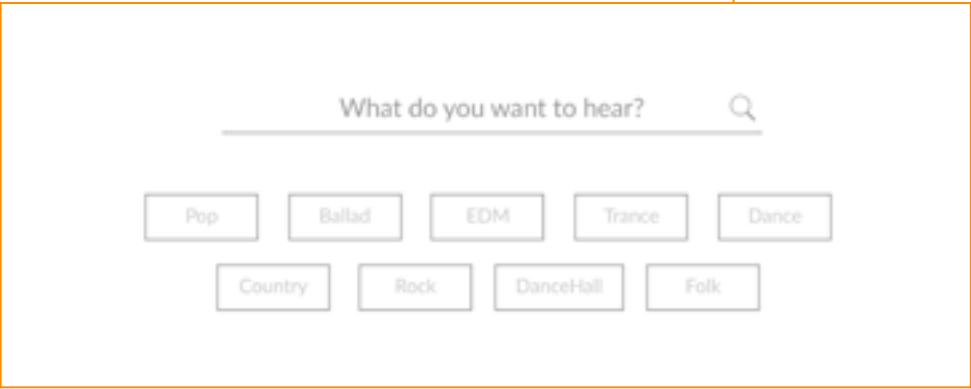 What do you want to hear?
Pop Ballad EDM Trance Dance
Country Rock DanceHall Folk